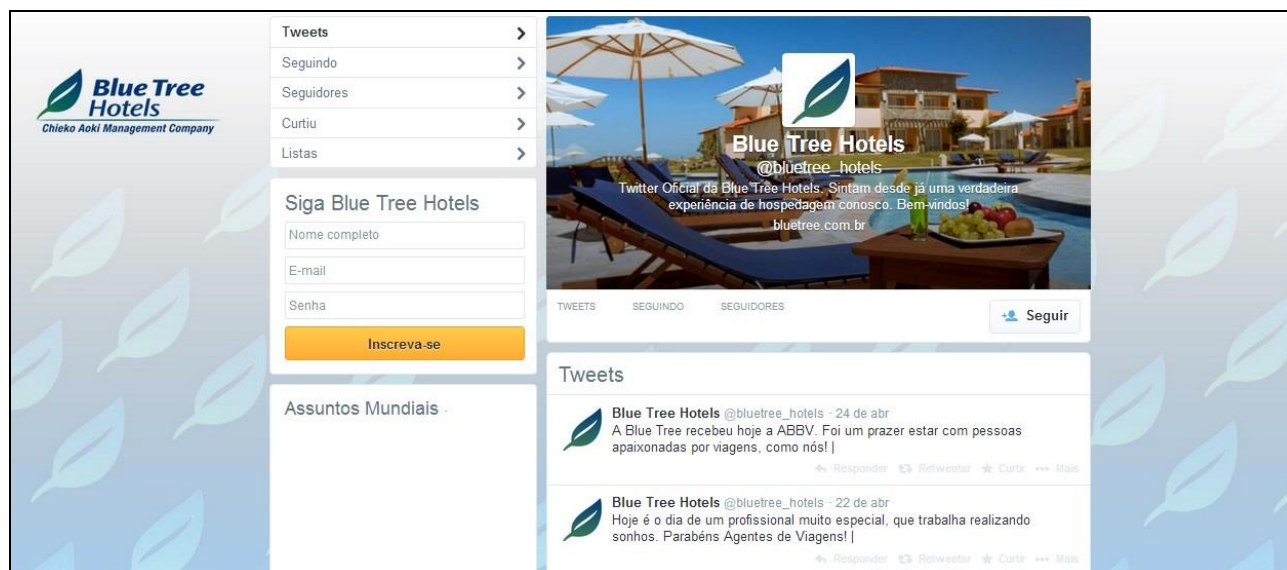 Blue Tree
Hotels
Chieko Aoki Management Company
Tweets
Seguindo
Seguidores
Curtiu
Listas
Siga Blue Tree Hotels
Nome completo
E-mail
Senha
Inscreva-se
Assuntos Mundiais ·
Blue Tree Hotels
@bluetree_hotels
Twitter Oficial da Blue Tree Hotels. Sintam desde já uma verdadeira
experiência de hospedagem conosco. Bem-vindos!
bluetree.com.br
TWEETS SEGUINDO SEGUIDORES
Seguir
Tweets
Blue Tree Hotels @bluetree_hotels · 24 de abr
A Blue Tree recebeu hoje a ABBV. Foi um prazer estar com pessoas
apaixonadas por viagens, como nós! |
Responder Retweetar Curtir Mais
Blue Tree Hotels @bluetree_hotels · 22 de abr
Hoje é o dia de um profissional muito especial, que trabalha realizando
sonhos. Parabéns Agentes de Viagens! |
Responder Retweetar Curtir Mais